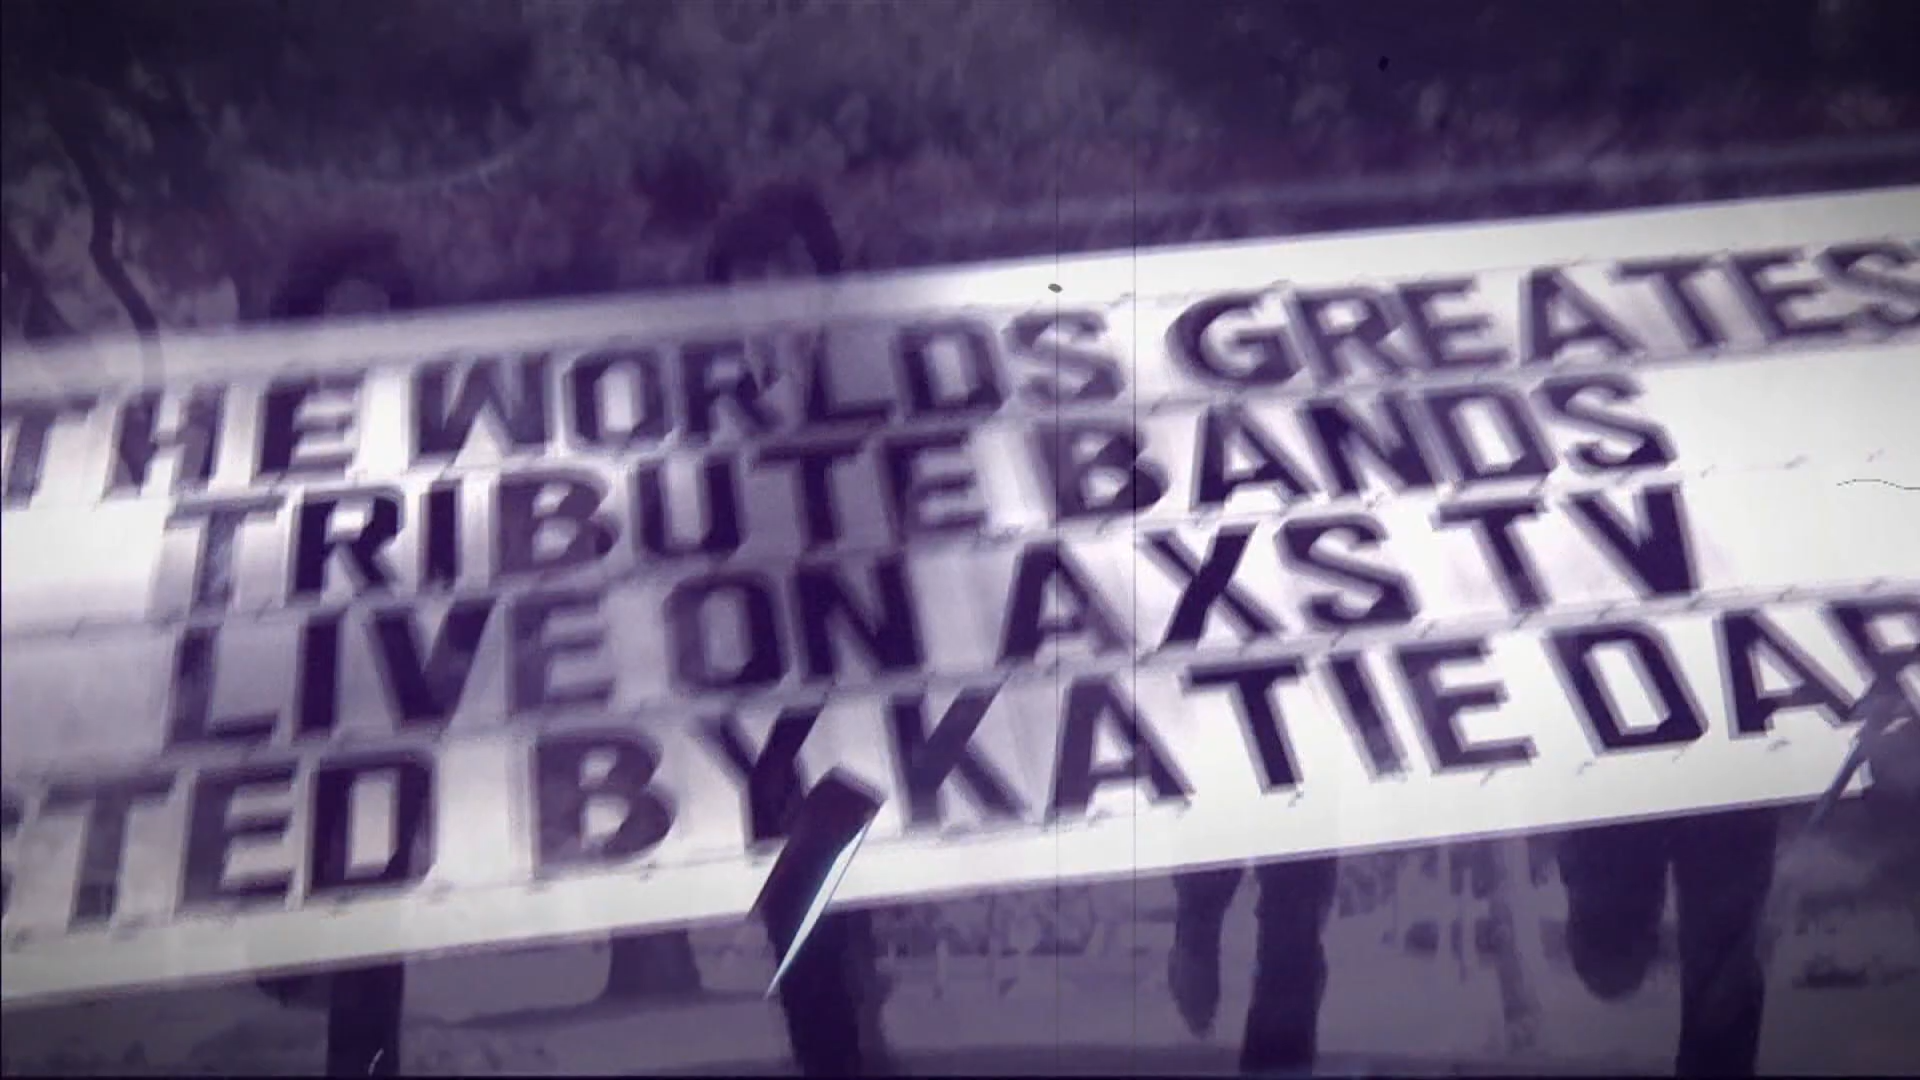 THE WORLDS GREATES
TRIBUTE BANDS
LIVE ON AXS TV
STED BY KATIE DAR